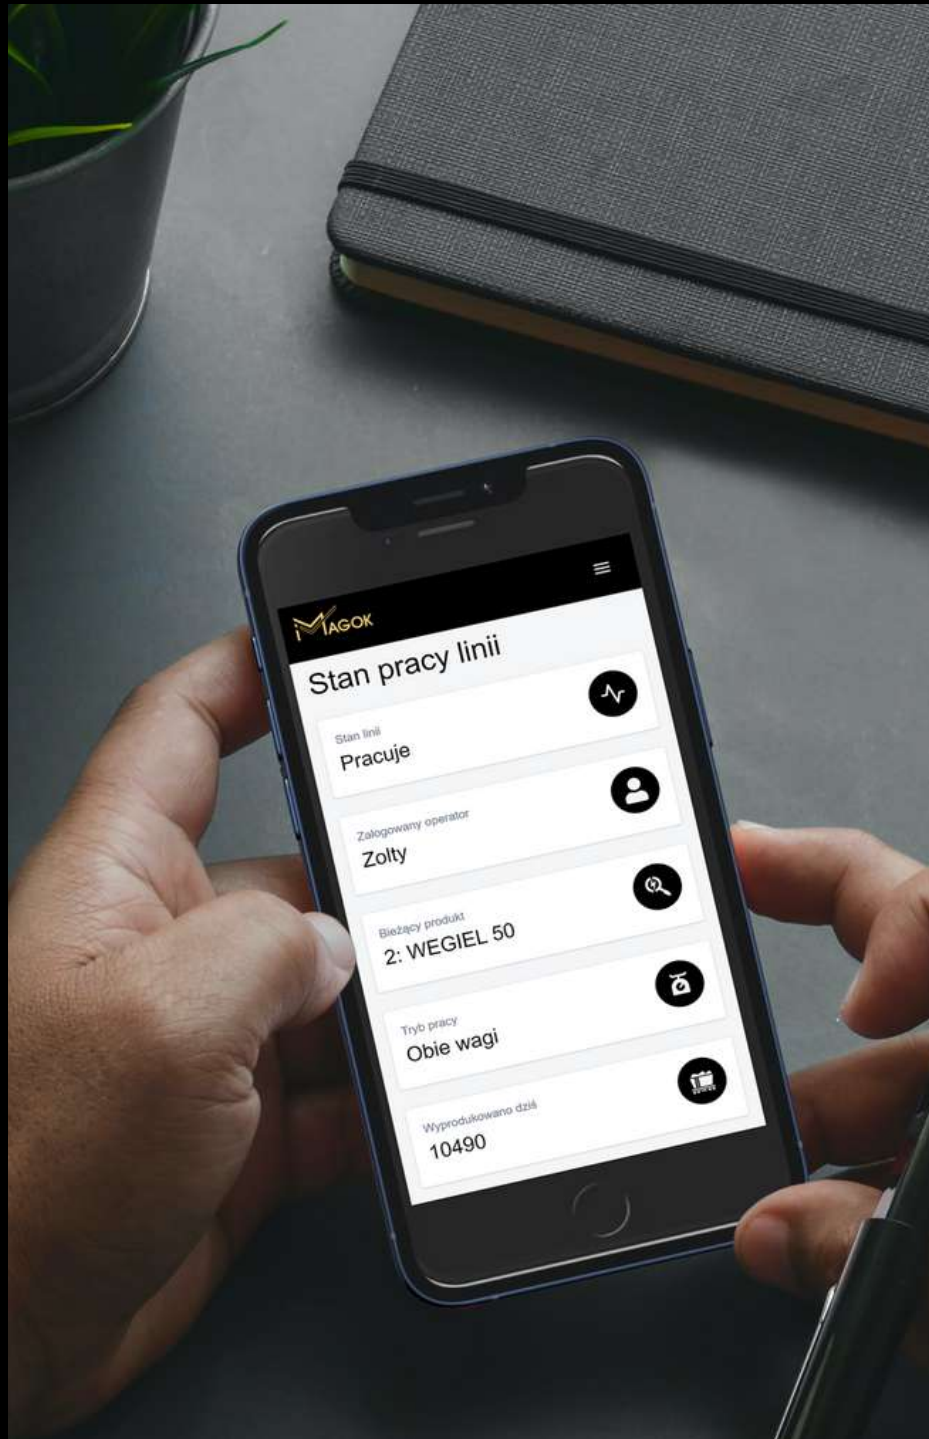 iMAGOK
Stan pracy linii
Stan linii
Pracuje
Zalogowany operator
Zolty
Bieżący produkt
2: WEGIEL 50
Tryb pracy
Obie wagi
Wyprodukowano dziś
10490